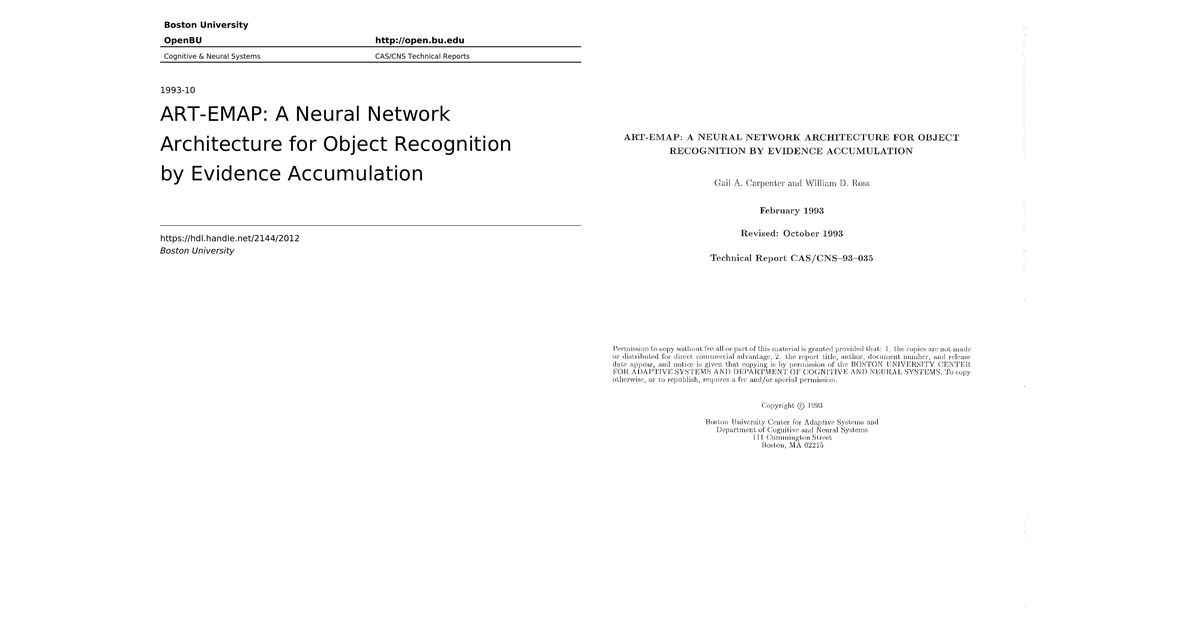 Boston University
OpenBU http://open.bu.edu
Cognitive & Neural Systems CAS/CNS Technical Reports
1993-10
ART-EMAP: A Neural Network
Architecture for Object Recognition
by Evidence Accumulation
https://hdl.handle.net/2144/2012
Boston University
ART-EMAP: A NEURAL NETWORK ARCHITECTURE FOR OBJECT
RECOGNITION BY EVIDENCE ACCUMULATION
Gail A. Carpenter and William D. Ross
February 1993
Revised: October 1993
Technical Report CAS/CNS–93–035
Permission to copy without fee all or part of this material is granted provided that: 1. the copies are not made
or distributed for direct commercial advantage, 2. the report title, author, document number, and release
date appear, and notice is given that copying is by permission of the BOSTON UNIVERSITY CENTER
FOR ADAPTIVE SYSTEMS AND DEPARTMENT OF COGNITIVE AND NEURAL SYSTEMS. To copy
otherwise, or to republish, requires a fee and/or special permission.
Copyright © 1993
Boston University Center for Adaptive Systems and
Department of Cognitive and Neural Systems
111 Cummington Street
Boston, MA 02215